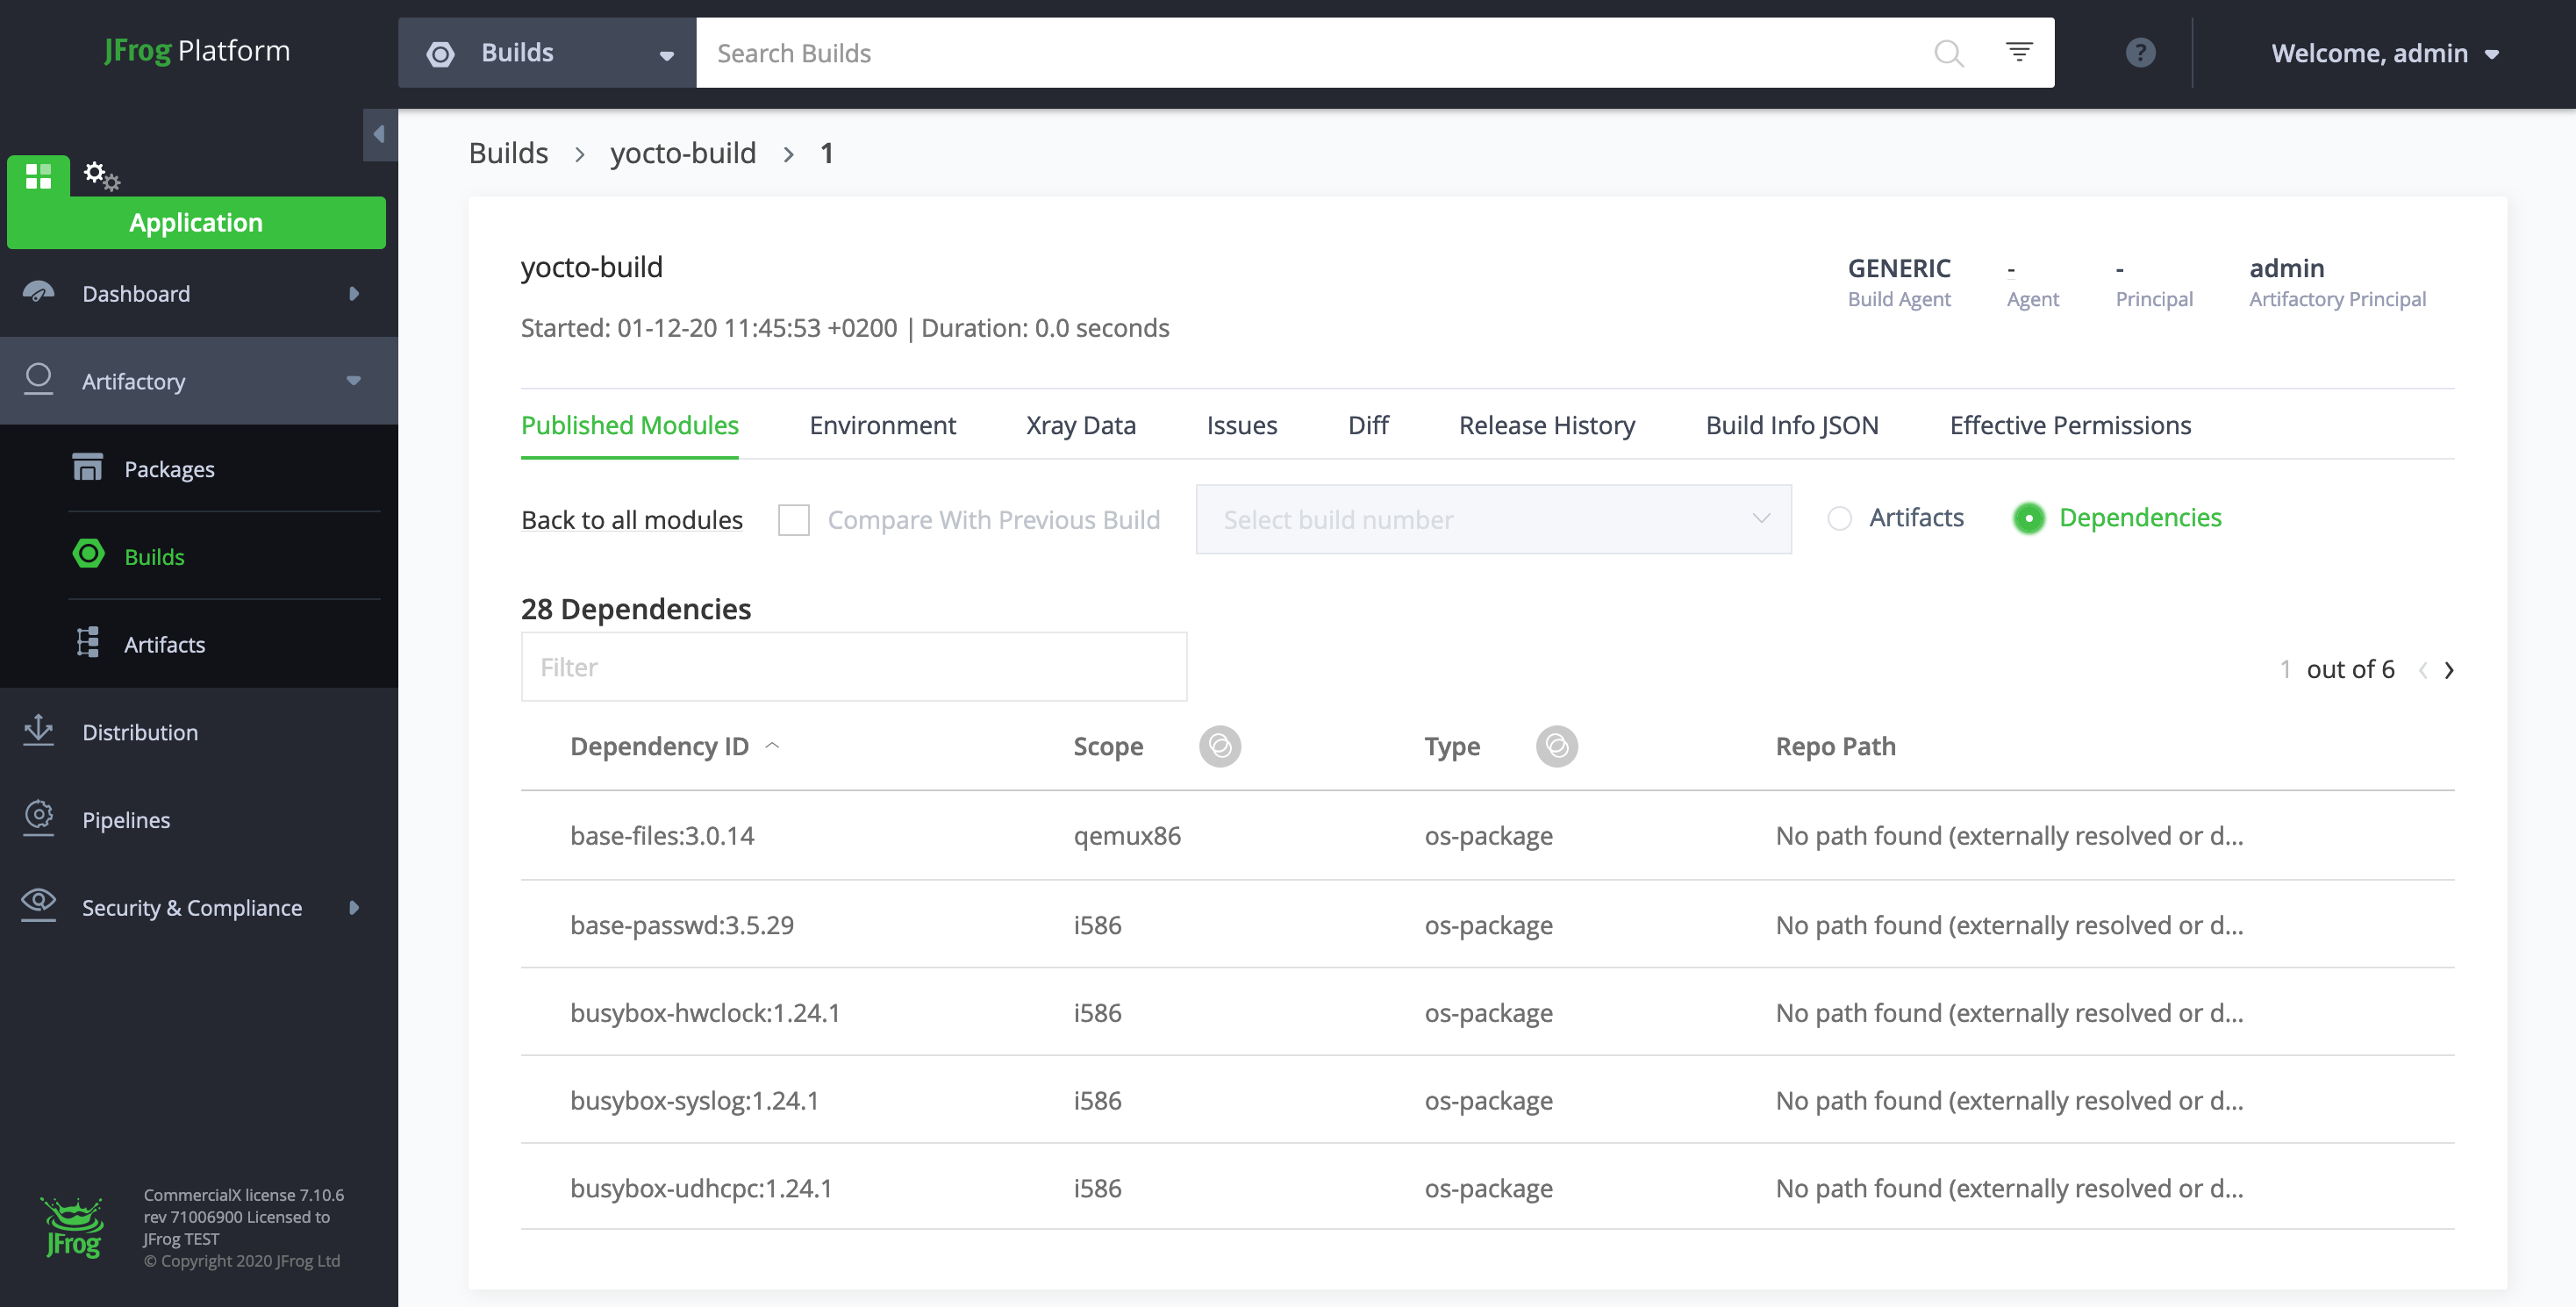 JFrog Platform
Builds
Search Builds
?
Welcome, admin
Application
Dashboard
Artifactory
Packages
Builds
Artifacts
Distribution
Pipelines
Security & Compliance
JFrog
CommercialX license 7.10.6
rev 71006900 Licensed to
JFrog TEST
© Copyright 2020 JFrog Ltd
Builds > yocto-build > 1
yocto-build
Started: 01-12-20 11:45:53 +0200 | Duration: 0.0 seconds
GENERIC - - admin
Build Agent Agent Principal Artifactory Principal
Published Modules Environment Xray Data Issues Diff Release History Build Info JSON Effective Permissions
Back to all modules Compare With Previous Build Select build number Artifacts Dependencies
28 Dependencies
Filter
1 out of 6 < >
Dependency ID Scope Type Repo Path
base-files:3.0.14 qemux86 os-package No path found (externally resolved or d...
base-passwd:3.5.29 i586 os-package No path found (externally resolved or d...
busybox-hwclock:1.24.1 i586 os-package No path found (externally resolved or d...
busybox-syslog:1.24.1 i586 os-package No path found (externally resolved or d...
busybox-udhcpc:1.24.1 i586 os-package No path found (externally resolved or d...